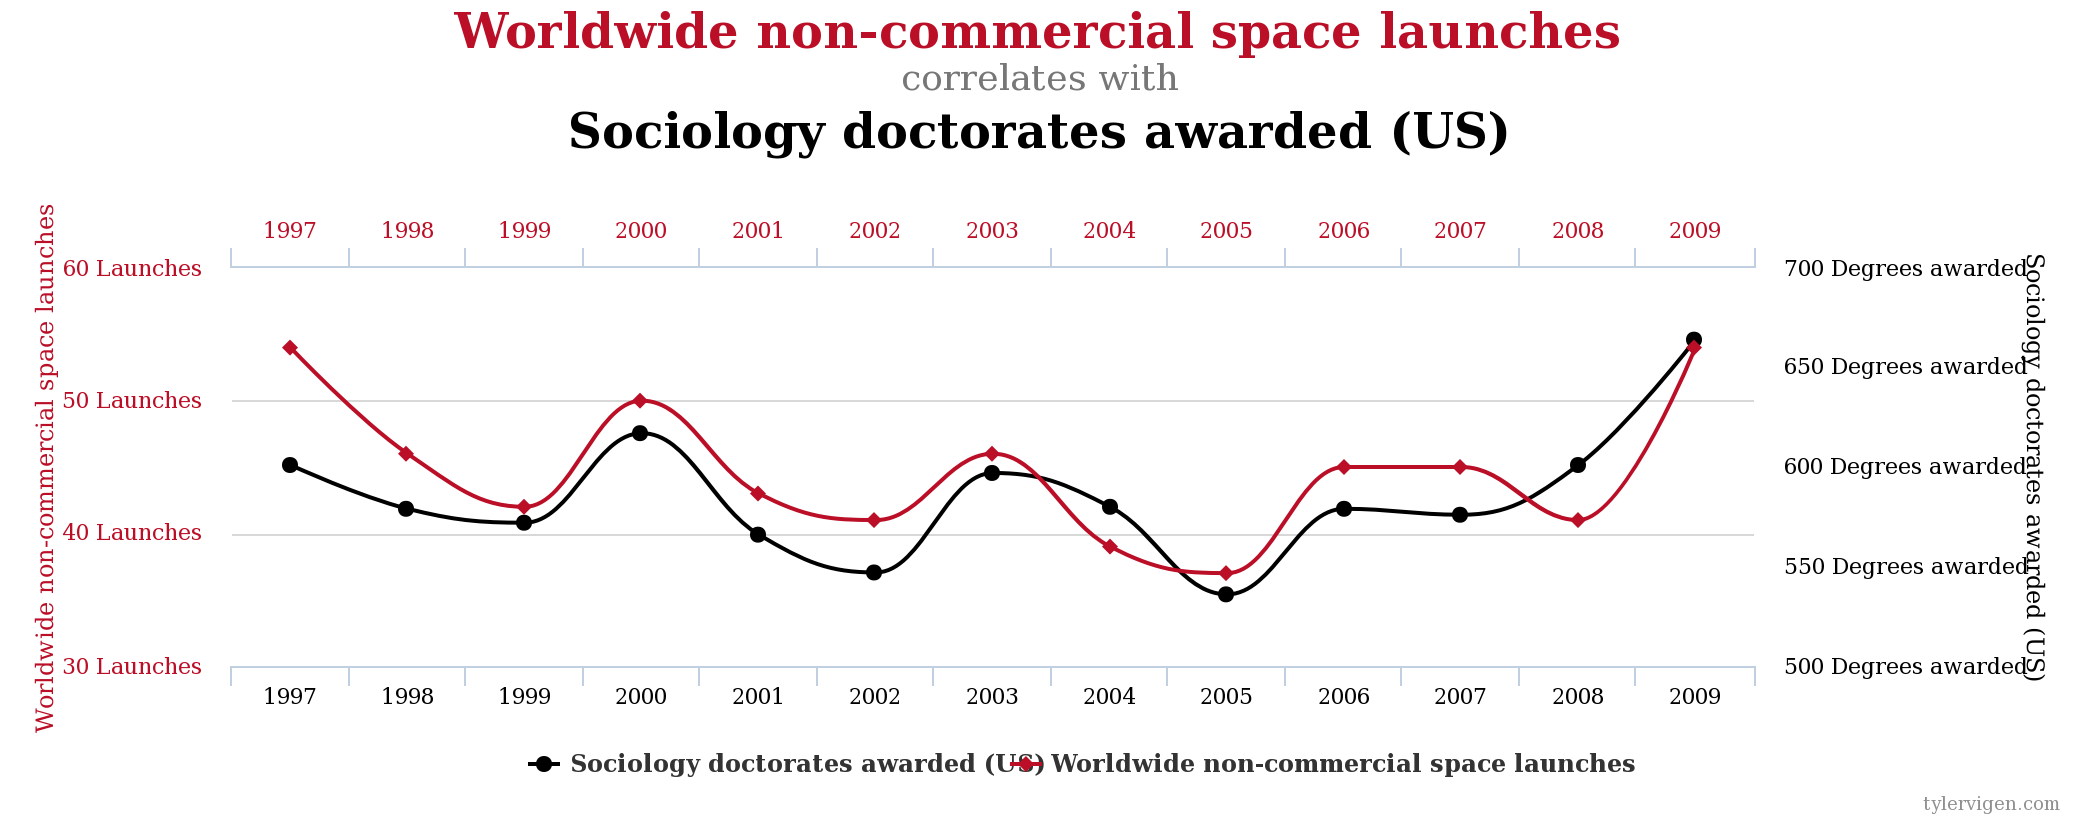 Worldwide non-commercial space launches
correlates with
Sociology doctorates awarded (US)
1997 1998 1999 2000 2001 2002 2003 2004 2005 2006 2007 2008 2009
Worldwide non-commercial space launches
60 Launches
50 Launches
40 Launches
30 Launches
700 Degrees awarded
650 Degrees awarded
600 Degrees awarded
550 Degrees awarded
500 Degrees awarded
Sociology doctorates awarded (US)
1997 1998 1999 2000 2001 2002 2003 2004 2005 2006 2007 2008 2009
Sociology doctorates awarded (US) Worldwide non-commercial space launches
tylervigen.com